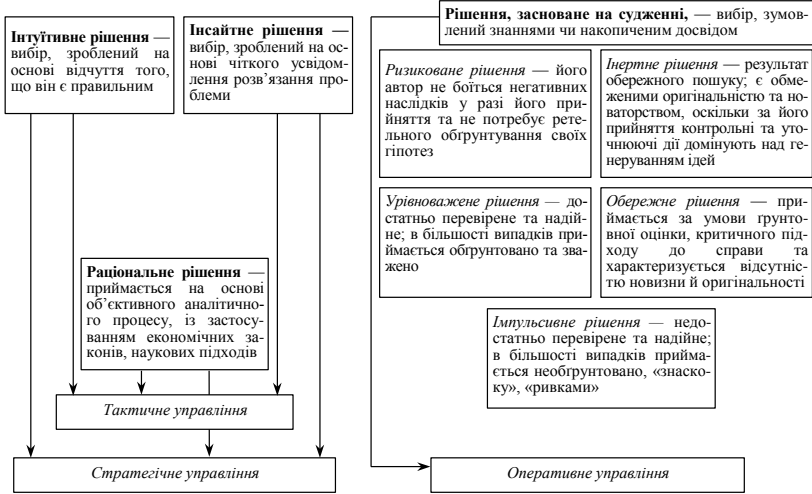 Інтуїтивне рішення —
вибір, зроблений на
основі відчуття того,
що він є правильним
Інсайтне рішення —
вибір, зроблений на ос-
нові чіткого усвідом-
лення розв’язання про-
блеми
Рішення, засноване на судженні, — вибір, зумов-
лений знаннями чи накопиченим досвідом
Ризиковане рішення — його
автор не боїться негативних
наслідків у разі його прий-
няття та не потребує ретель-
ного обґрунтування своїх
гіпотез
Інертне рішення — результат
обережного пошуку; є обме-
женими оригінальністю та но-
ваторством, оскільки за його
прийняття контрольні та уто-
чнюючі дії домінують над ге-
неруванням ідей
Урівноважене рішення — до-
статньо перевірене та надій-
не; в більшості випадків при-
ймається обґрунтовано та зва-
жено
Обережне рішення — при-
ймається за умови ґрунто-
вної оцінки, критичного під-
ходу до справи та
характеризується відсутніс-
тю новизни й оригінальності
Раціональне рішення —
приймається на основі
об’єктивного аналітично-
го процесу, із застосу-
ванням економічних за-
конів, наукових підходів
Імпульсивне рішення — недо-
статньо перевірене та надійне;
в більшості випадків прийма-
ється необґрунтовано, «знаско-
ку», «ривками»
Тактичне управління
Стратегічне управління
Оперативне управління